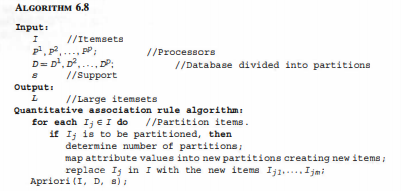 ALGORITHM 6.8
Input:
I //Itemsets
P¹, P², ..., Pᵖ; //Processors
D = D¹, D², ..., Dᵖ; //Database divided into partitions
s //Support
Output:
L //Large itemsets
Quantitative association rule algorithm:
for each Iⱼ ∈ I do //Partition items.
if Iⱼ is to be partitioned, then
determine number of partitions;
map attribute values into new partitions creating new items;
replace Iⱼ in I with the new items Iⱼ₁, ..., Iⱼₘ;
Apriori(I, D, s);